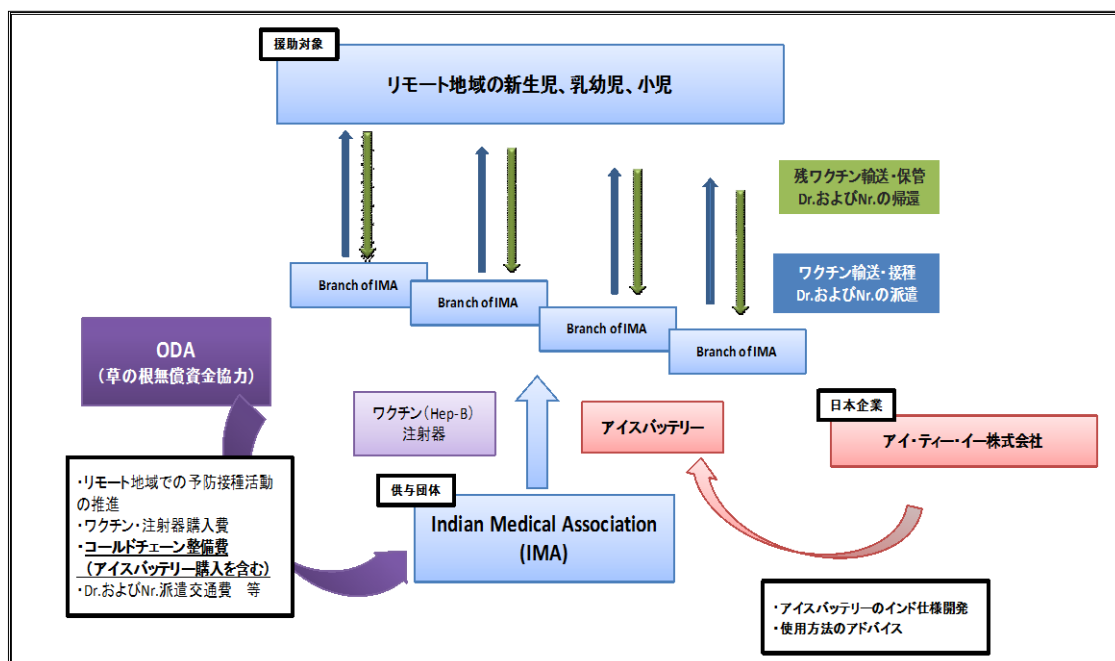 援助対象
リモート地域の新生児、乳幼児、小児
残ワクチン輸送・保管
Dr.およびNr.の帰還
ワクチン輸送・接種
Dr.およびNr.の派遣
Branch of IMA
Branch of IMA
Branch of IMA
Branch of IMA
ODA
(草の根無償資金協力)
ワクチン(Hep-B)
注射器
アイスバッテリー
日本企業
アイ・ティー・イー株式会社
・リモート地域での予防接種活動
の推進
・ワクチン・注射器購入費
・コールドチェーン整備費
(アイスバッテリー購入を含む)
・Dr.およびNr.派遣交通費 等
供与団体
Indian Medical Association
(IMA)
・アイスバッテリーのインド仕様開発
・使用方法のアドバイス